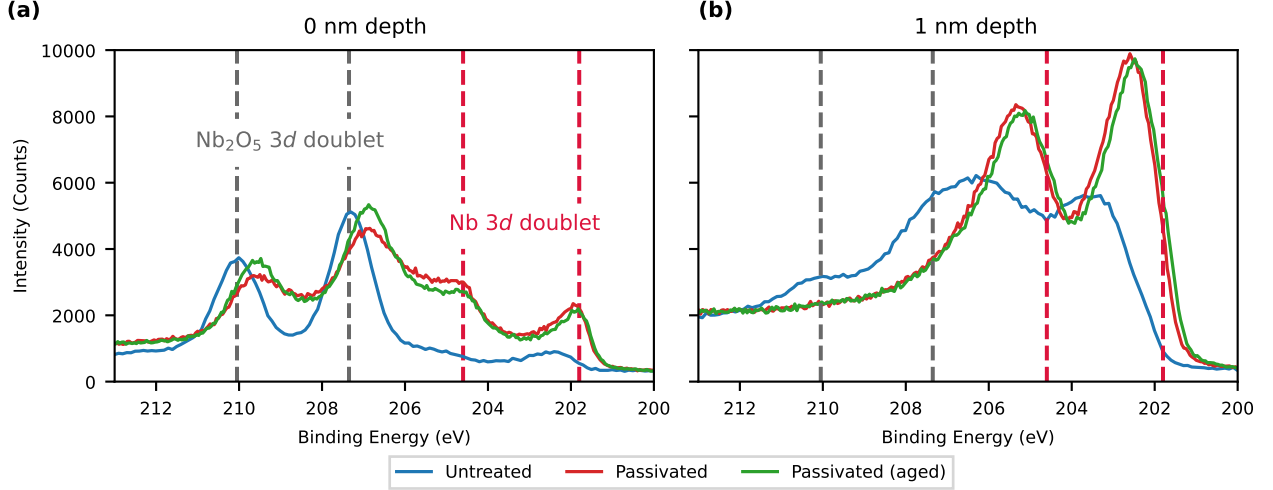 (a)
0 nm depth
(b)
1 nm depth
10000
8000
6000
4000
2000
0
Intensity (Counts)
Nb₂O₅ 3d doublet
Nb 3d doublet
212 210 208 206 204 202 200
Binding Energy (eV)
212 210 208 206 204 202 200
Binding Energy (eV)
Untreated Passivated Passivated (aged)